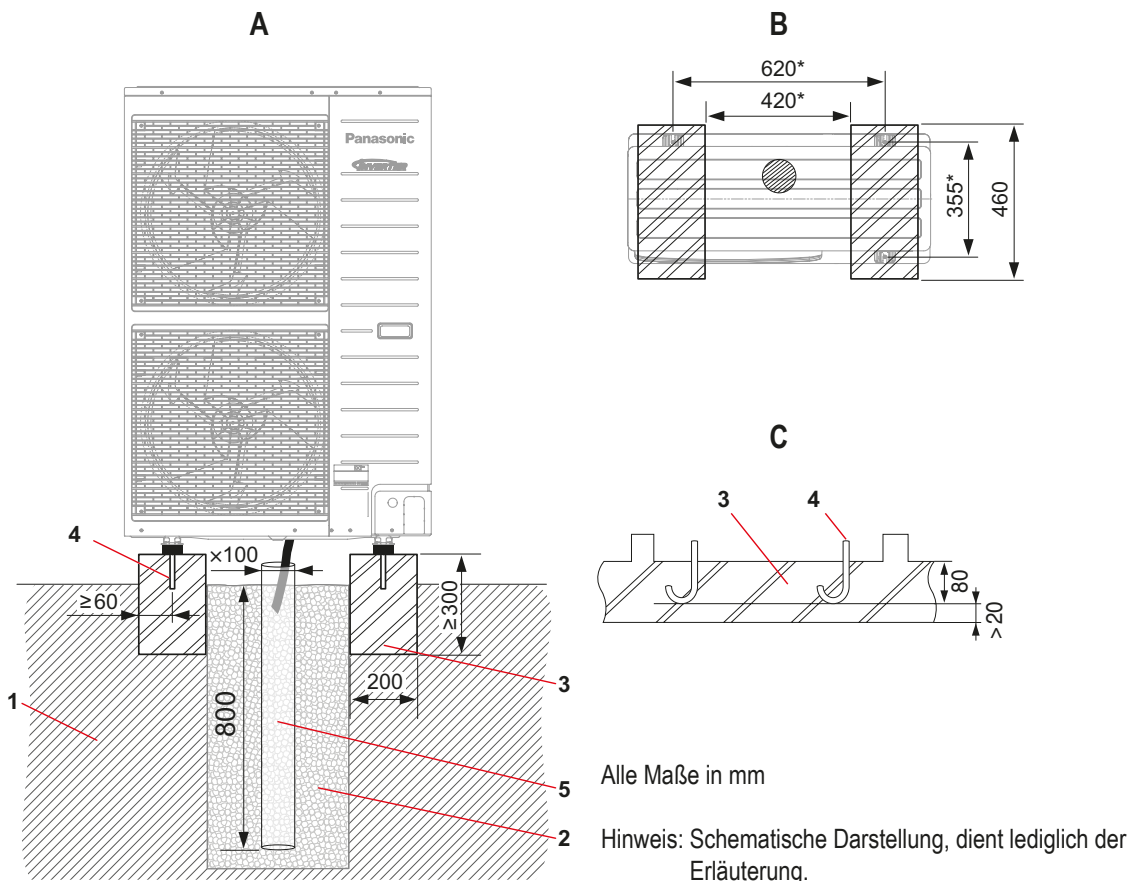 A
B
620*
420*
355*
460
Panasonic
INVERTER
C
3
4
80
>20
4
×100
≥60
≥300
200
3
1
800
5
2
Alle Maße in mm
Hinweis: Schematische Darstellung, dient lediglich der
Erläuterung.